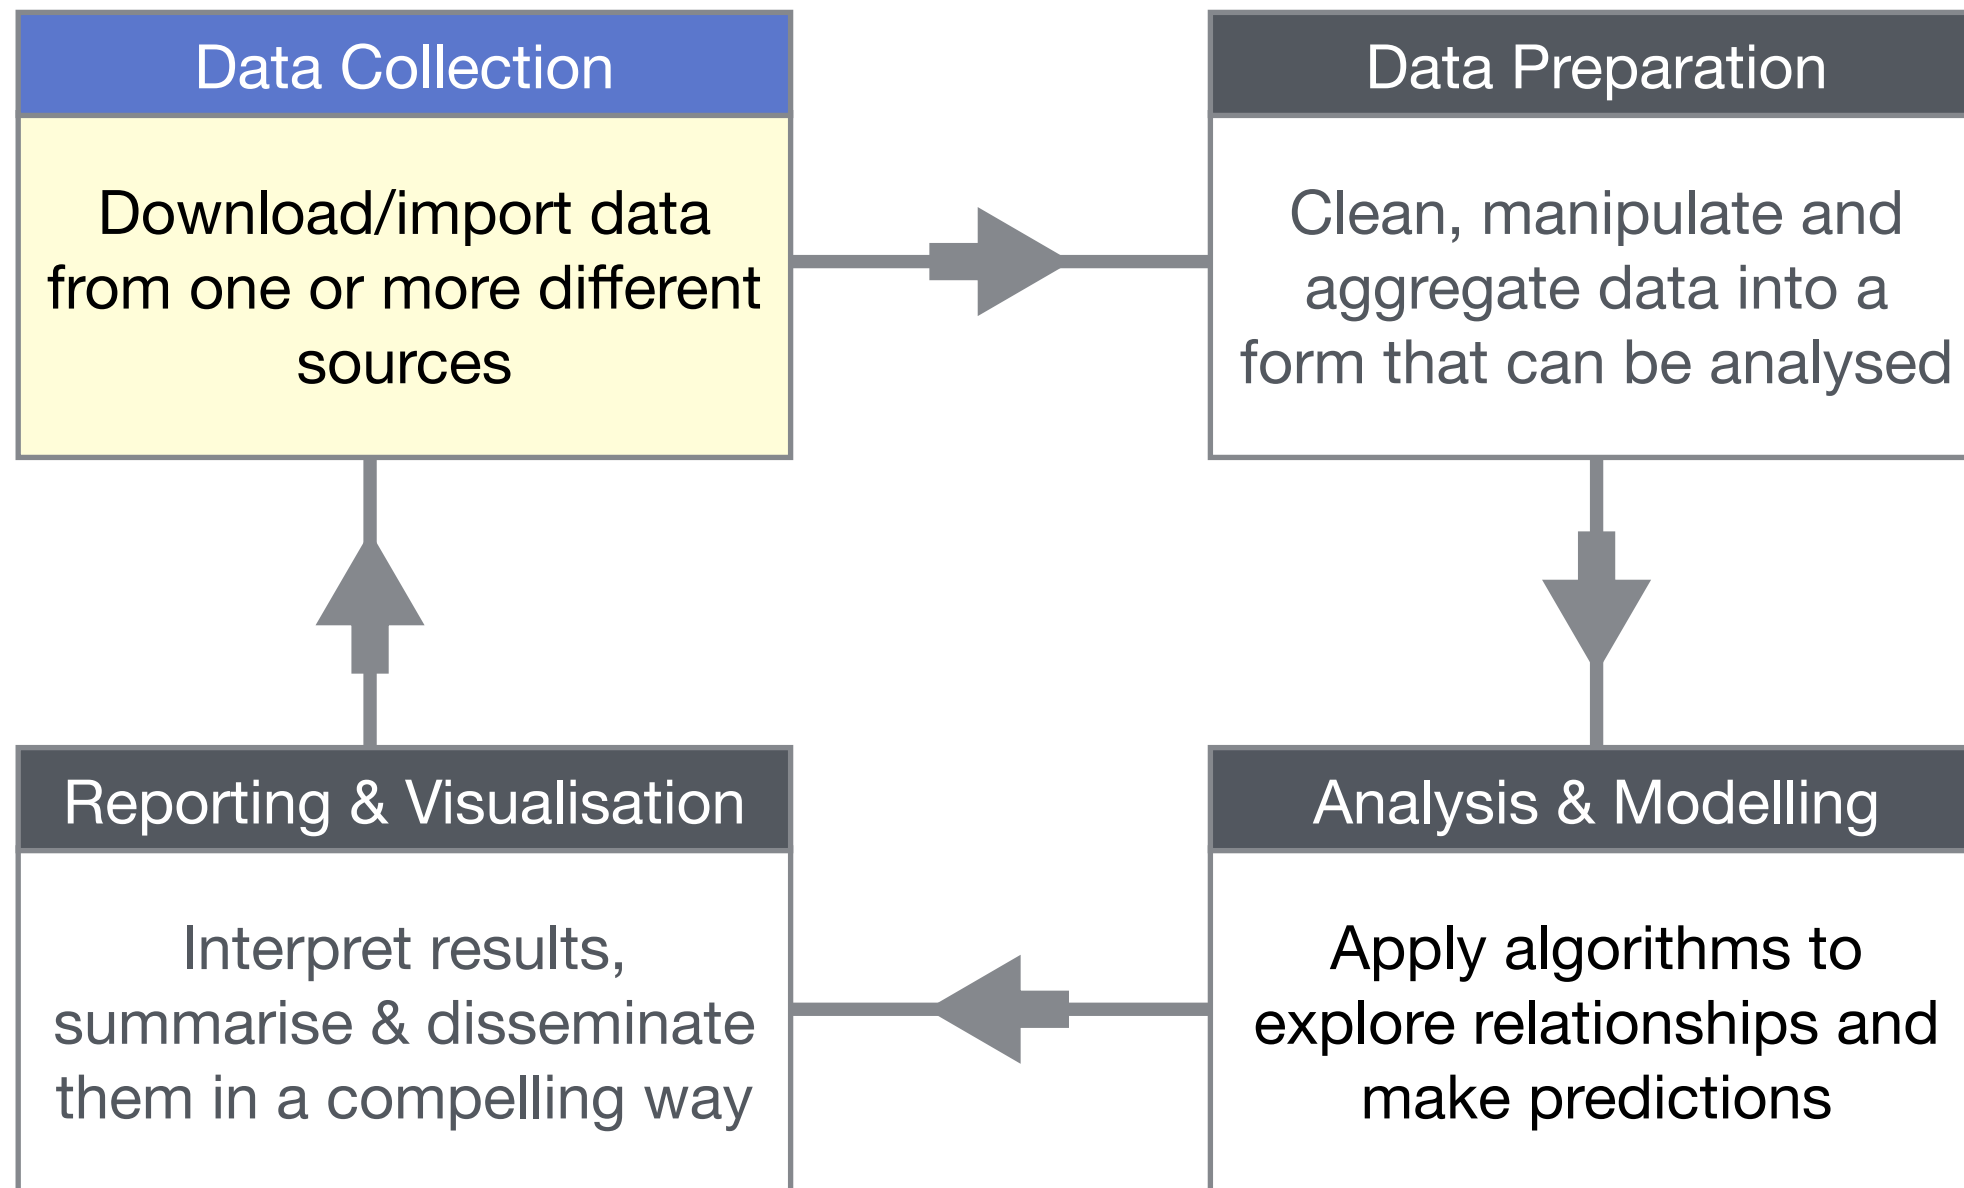 Data Collection
Download/import data
from one or more different
sources
Data Preparation
Clean, manipulate and
aggregate data into a
form that can be analysed
Reporting & Visualisation
Interpret results,
summarise & disseminate
them in a compelling way
Analysis & Modelling
Apply algorithms to
explore relationships and
make predictions